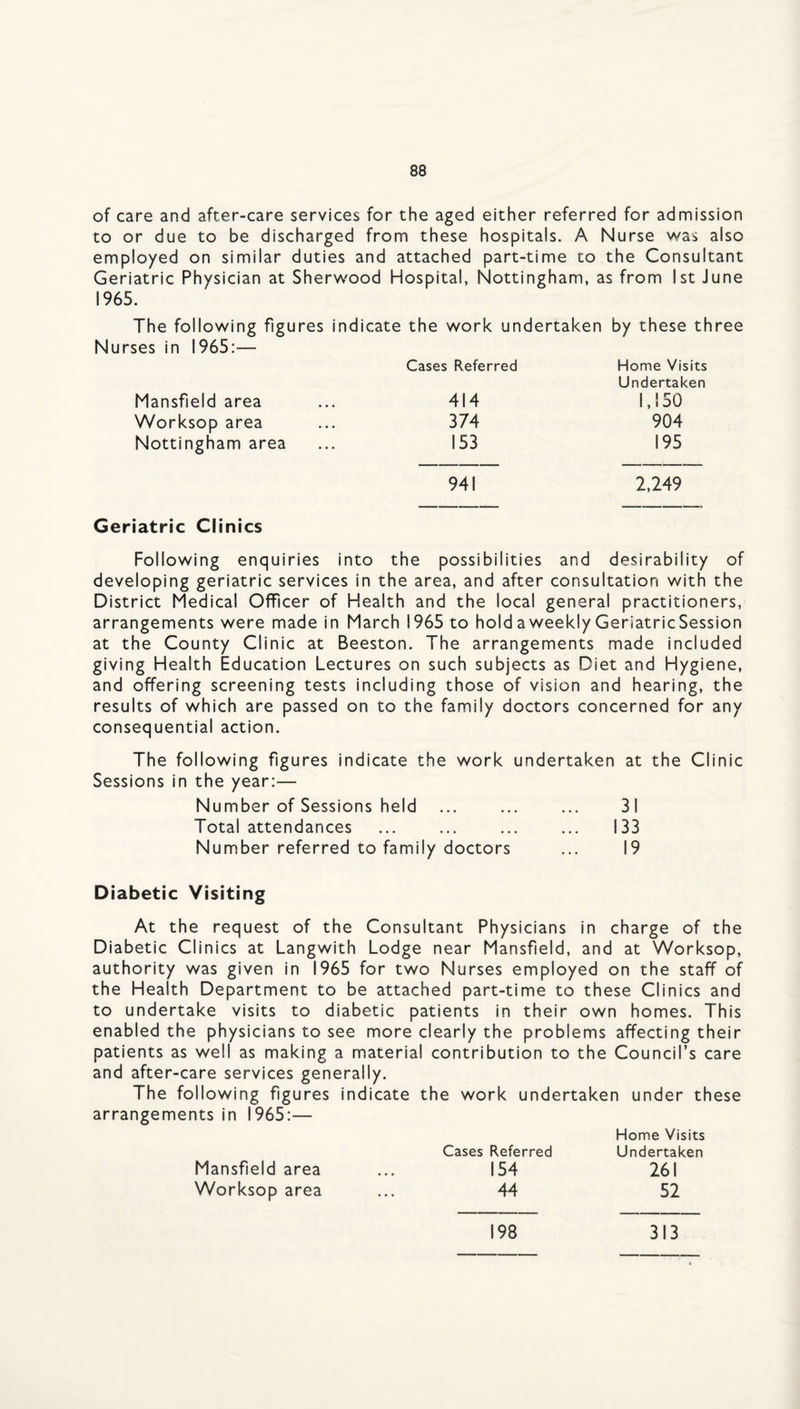 88
of care and after-care services for the aged either referred for admission
to or due to be discharged from these hospitals. A Nurse was also
employed on similar duties and attached part-time to the Consultant
Geriatric Physician at Sherwood Hospital, Nottingham, as from 1st June
1965.
The following figures indicate the work undertaken by these three
Nurses in 1965:—
Cases Referred Home Visits
Undertaken
Mansfield area ... 414 1,150
Worksop area ... 374 904
Nottingham area ... 153 195
941 2,249
Geriatric Clinics
Following enquiries into the possibilities and desirability of
developing geriatric services in the area, and after consultation with the
District Medical Officer of Health and the local general practitioners,
arrangements were made in March 1965 to hold a weekly Geriatric Session
at the County Clinic at Beeston. The arrangements made included
giving Health Education Lectures on such subjects as Diet and Hygiene,
and offering screening tests including those of vision and hearing, the
results of which are passed on to the family doctors concerned for any
consequential action.
The following figures indicate the work undertaken at the Clinic
Sessions in the year:—
Number of Sessions held ... ... ... 31
Total attendances ... ... ... ... 133
Number referred to family doctors ... 19
Diabetic Visiting
At the request of the Consultant Physicians in charge of the
Diabetic Clinics at Langwith Lodge near Mansfield, and at Worksop,
authority was given in 1965 for two Nurses employed on the staff of
the Health Department to be attached part-time to these Clinics and
to undertake visits to diabetic patients in their own homes. This
enabled the physicians to see more clearly the problems affecting their
patients as well as making a material contribution to the Council's care
and after-care services generally.
The following figures indicate the work undertaken under these
arrangements in 1965:—
Home Visits
Cases Referred Undertaken
Mansfield area ... 154 261
Worksop area ... 44 52
198 313